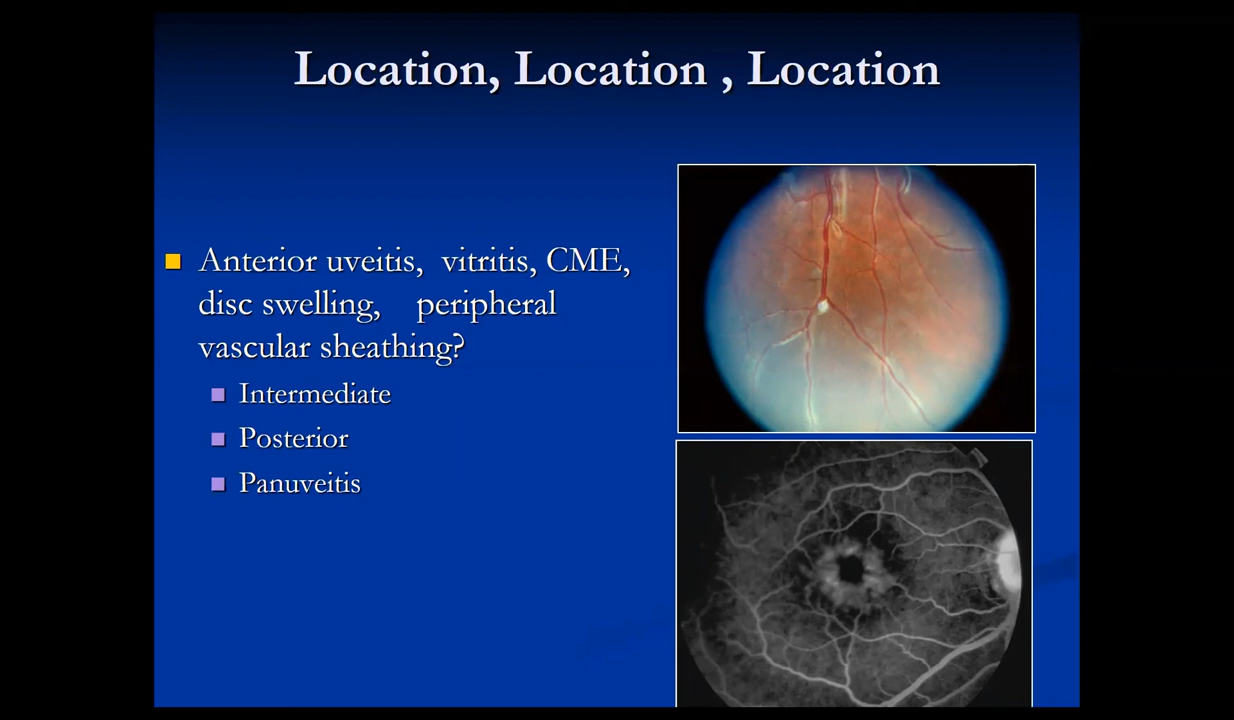 Location, Location , Location
Anterior uveitis, vitritis, CME,
disc swelling, peripheral
vascular sheathing?
Intermediate
Posterior
Panuveitis